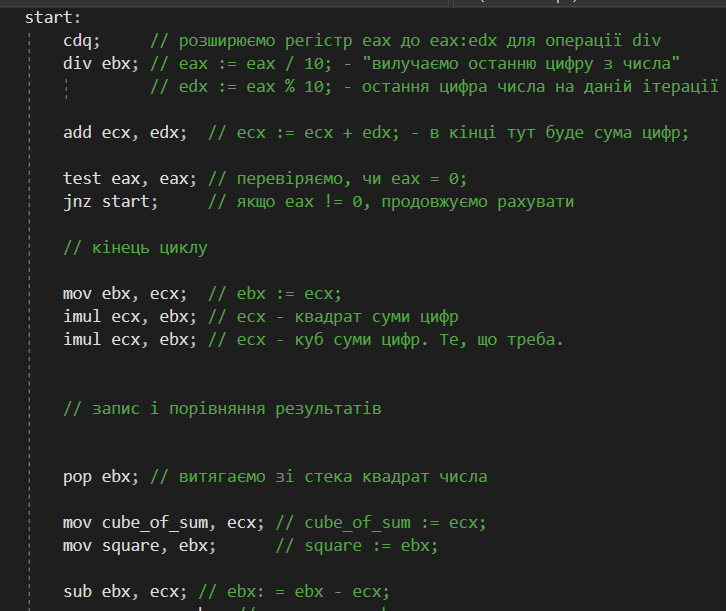 start:
cdq; // розширюємо регістр eax до eax:edx для операції div
div ebx; // eax := eax / 10; - "вилучаємо останню цифру з числа"
// edx := eax % 10; - остання цифра числа на даній ітерації
add ecx, edx; // ecx := ecx + edx; - в кінці тут буде сума цифр;
test eax, eax; // перевіряємо, чи eax = 0;
jnz start; // якщо eax != 0, продовжуємо рахувати
// кінець циклу
mov ebx, ecx; // ebx := ecx;
imul ecx, ebx; // ecx - квадрат суми цифр
imul ecx, ebx; // ecx - куб суми цифр. Те, що треба.
// запис і порівняння результатів
pop ebx; // витягаємо зі стека квадрат числа
mov cube_of_sum, ecx; // cube_of_sum := ecx;
mov square, ebx; // square := ebx;
sub ebx, ecx; // ebx: = ebx - ecx;